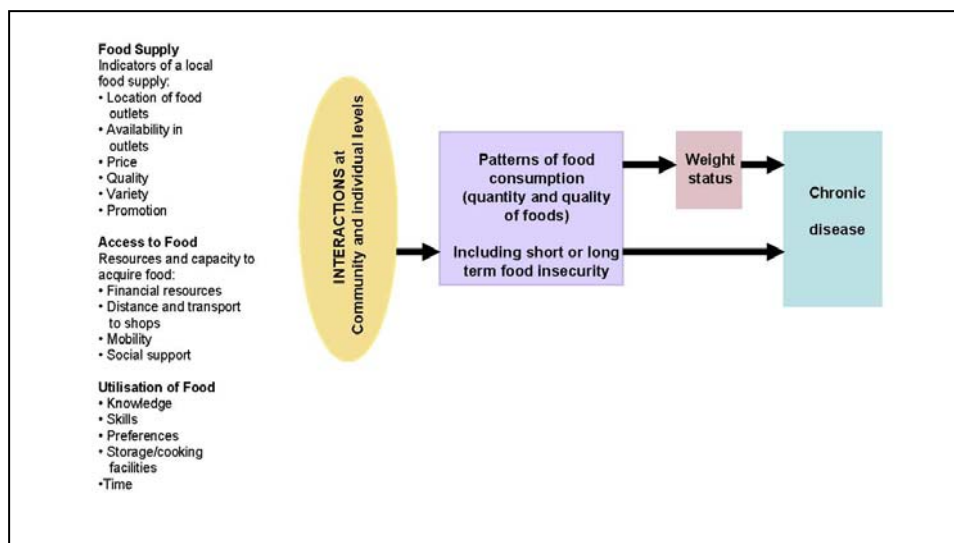 Food Supply
Indicators of a local
food supply:
• Location of food
outlets
• Availability in
outlets
• Price
• Quality
• Variety
• Promotion
Access to Food
Resources and capacity to
acquire food:
• Financial resources
• Distance and transport
to shops
• Mobility
• Social support
Utilisation of Food
• Knowledge
• Skills
• Preferences
• Storage/cooking
facilities
•Time
INTERACTIONS at
Community and individual levels
Patterns of food
consumption
(quantity and quality
of foods)
Including short or long
term food insecurity
Weight
status
Chronic
disease